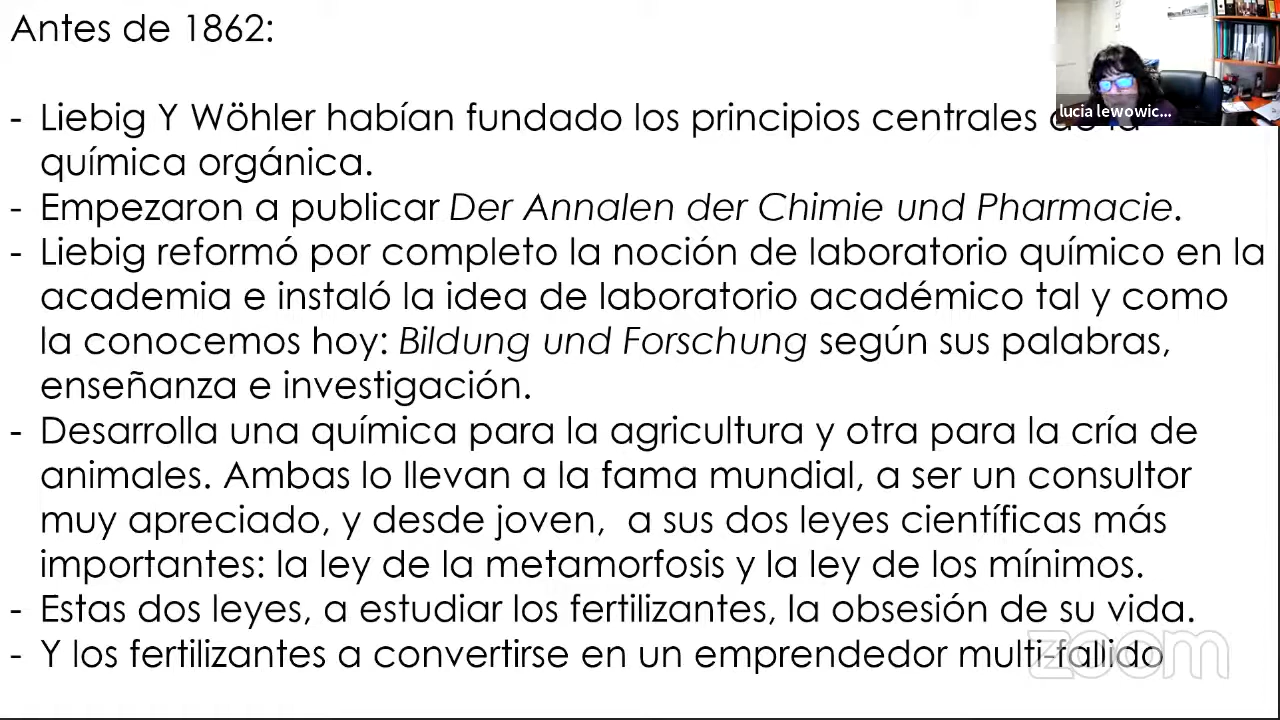 Antes de 1862:
- Liebig Y Wöhler habían fundado los principios centrales de la
química orgánica.
- Empezaron a publicar Der Annalen der Chimie und Pharmacie.
- Liebig reformó por completo la noción de laboratorio químico en la
academia e instaló la idea de laboratorio académico tal y como
la conocemos hoy: Bildung und Forschung según sus palabras,
enseñanza e investigación.
- Desarrolla una química para la agricultura y otra para la cría de
animales. Ambas lo llevan a la fama mundial, a ser un consultor
muy apreciado, y desde joven,  a sus dos leyes científicas más
importantes: la ley de la metamorfosis y la ley de los mínimos.
- Estas dos leyes, a estudiar los fertilizantes, la obsesión de su vida.
- Y los fertilizantes a convertirse en un emprendedor multi-fallido
lucia lewowic...
zoom